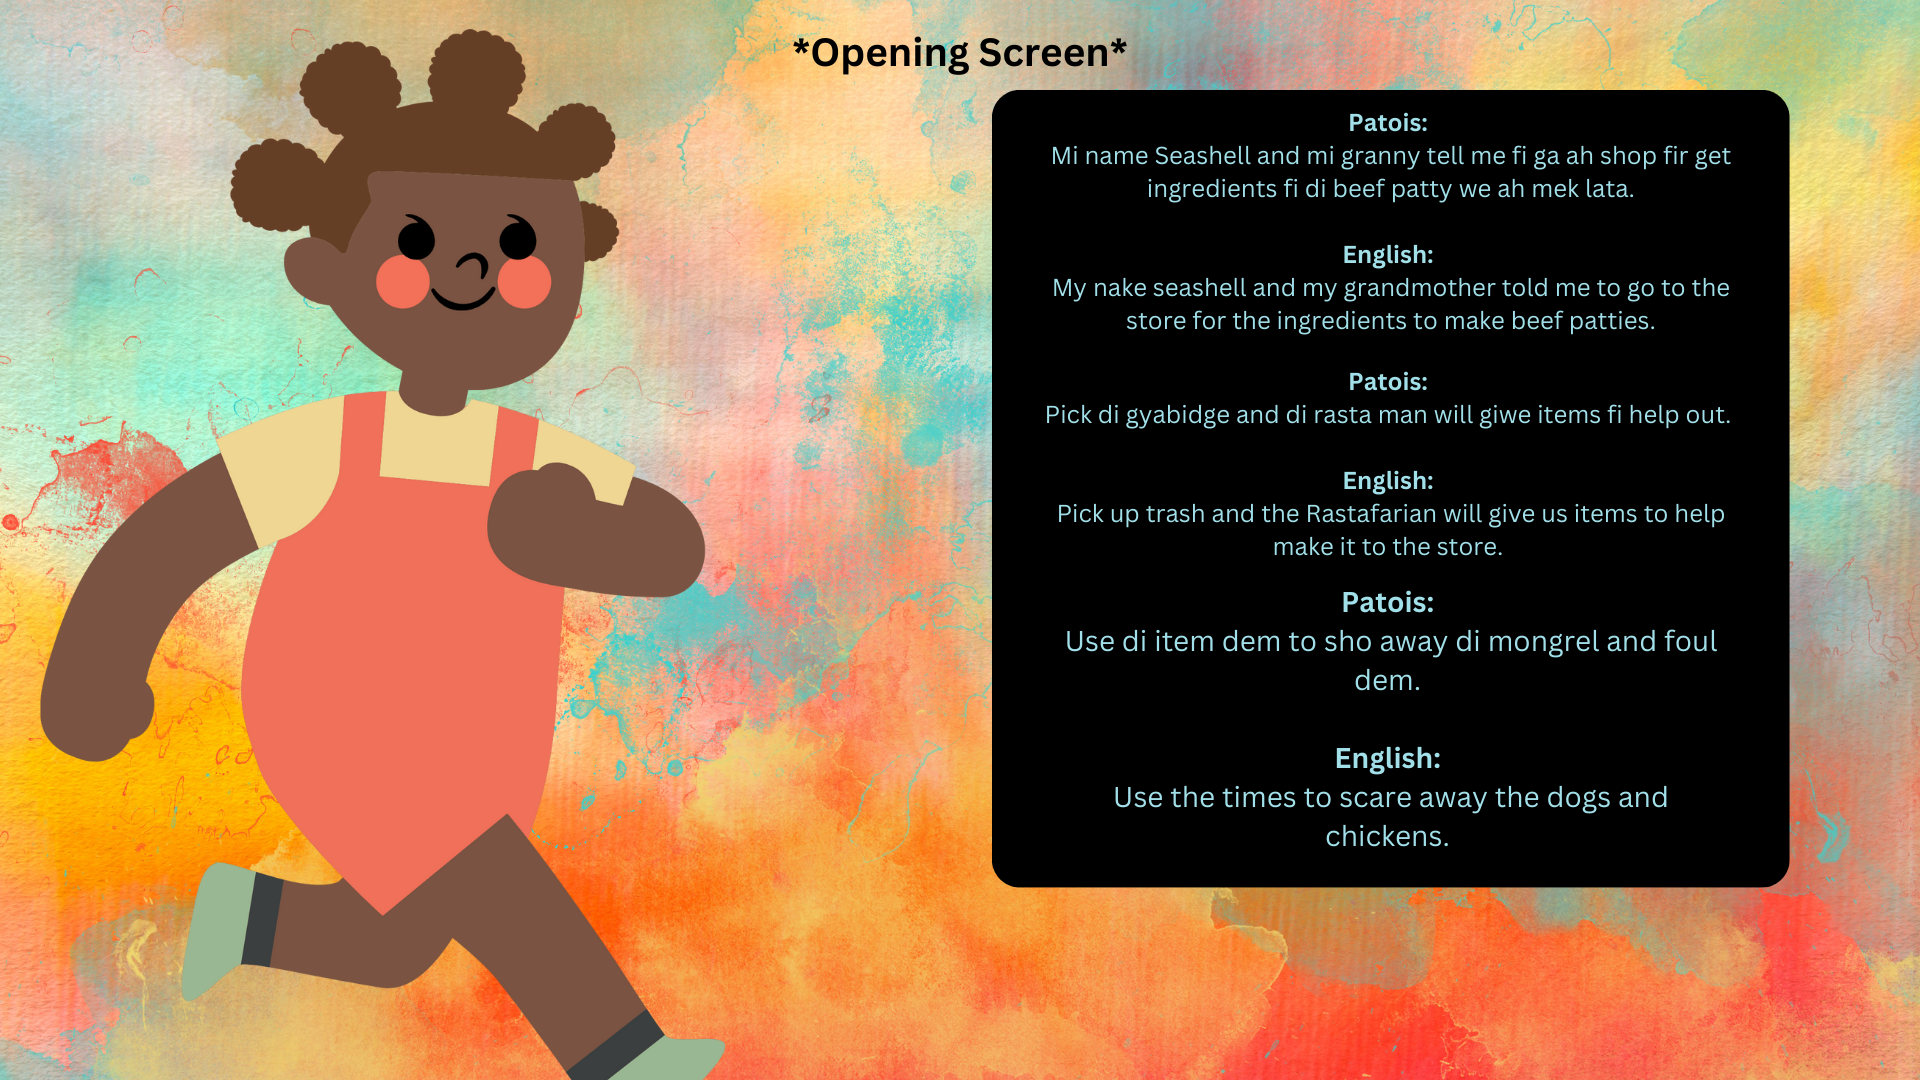 *Opening Screen*
Patois:
Mi name Seashell and mi granny tell me fi ga ah shop fir get
ingredients fi di beef patty we ah mek lata.
English:
My nake seashell and my grandmother told me to go to the
store for the ingredients to make beef patties.
Patois:
Pick di gyabidge and di rasta man will giwe items fi help out.
English:
Pick up trash and the Rastafarian will give us items to help
make it to the store.
Patois:
Use di item dem to sho away di mongrel and foul
dem.
English:
Use the times to scare away the dogs and
chickens.